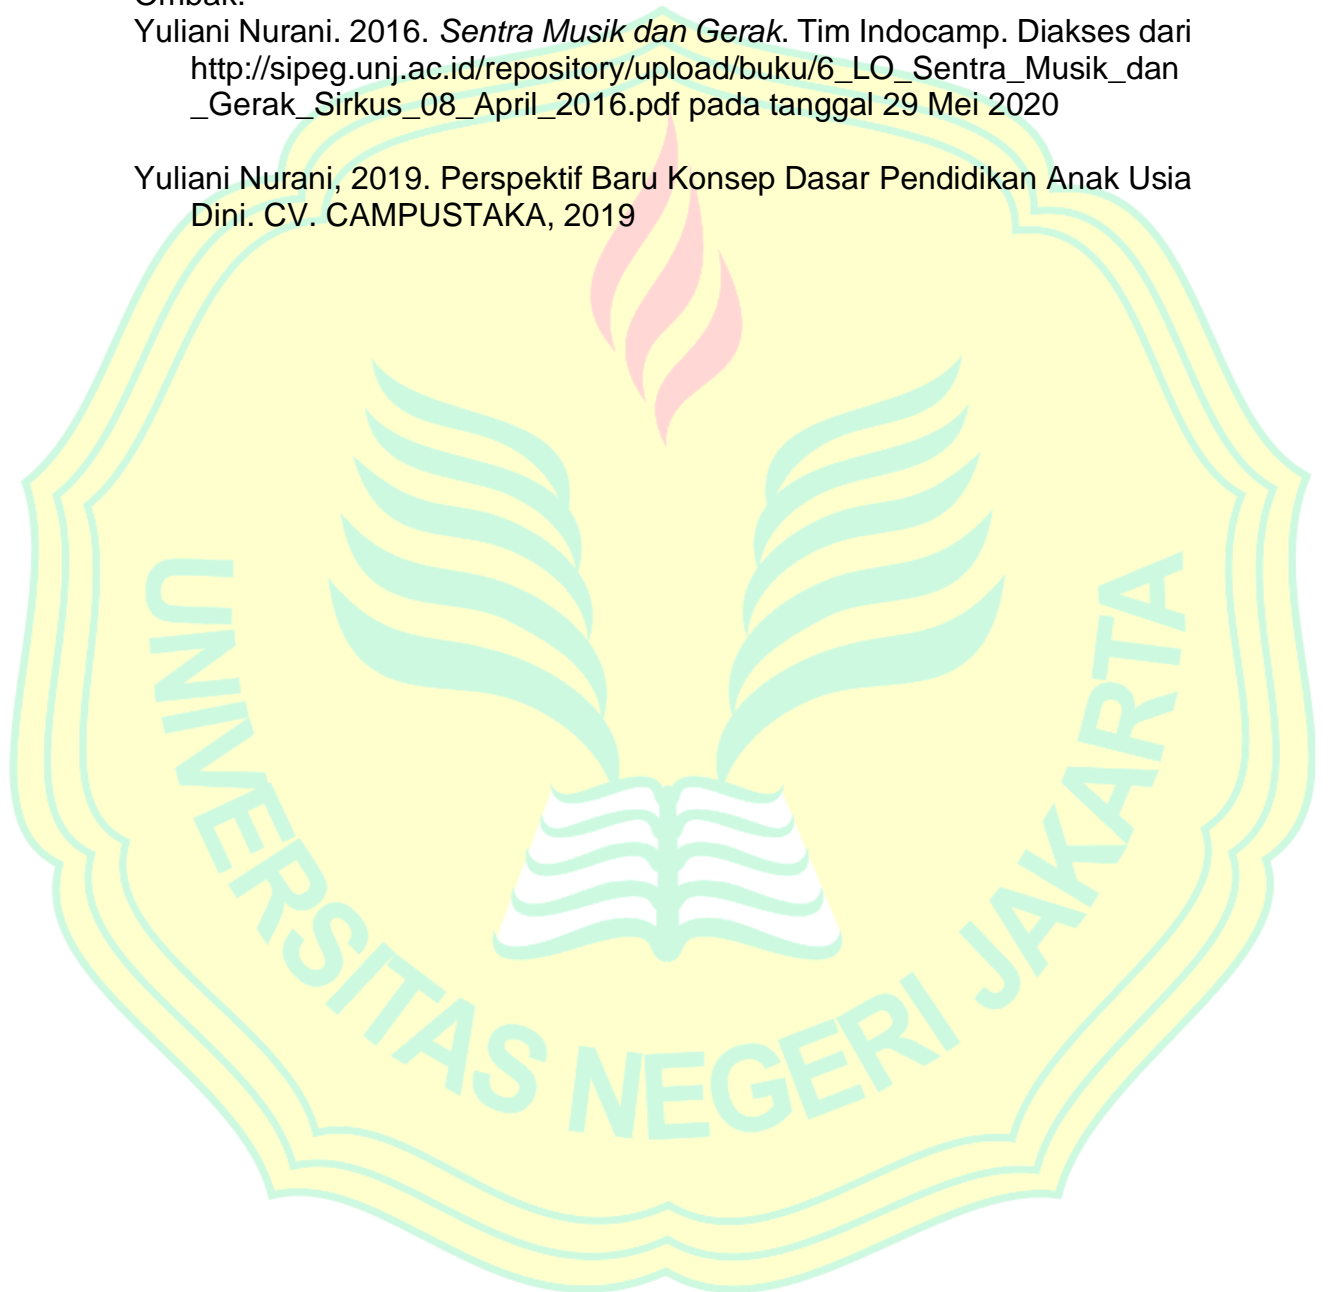 Ombak.
Yuliani Nurani. 2016. Sentra Musik dan Gerak. Tim Indocamp. Diakses dari
http://sipeg.unj.ac.id/repository/upload/buku/6_LO_Sentra_Musik_dan
_Gerak_Sirkus_08_April_2016.pdf pada tanggal 29 Mei 2020
Yuliani Nurani, 2019. Perspektif Baru Konsep Dasar Pendidikan Anak Usia
Dini. CV. CAMPUSTAKA, 2019
UNIVERSITAS NEGERI JAKARTA